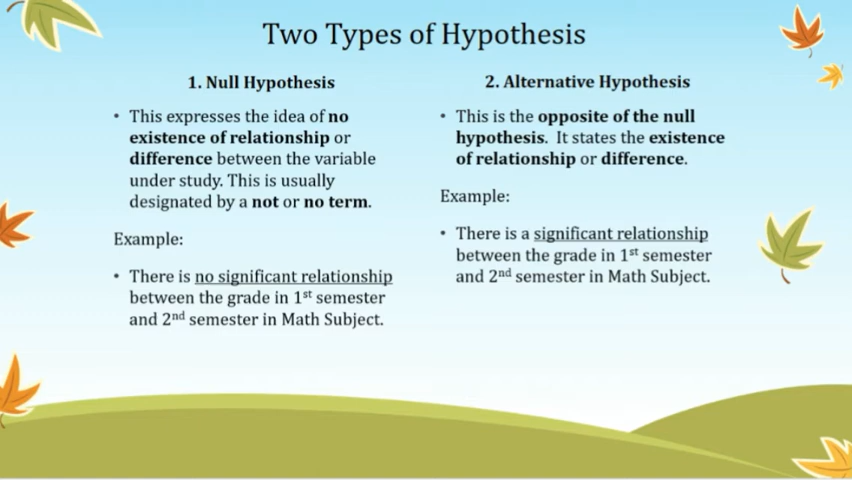 Two Types of Hypothesis
1. Null Hypothesis
• This expresses the idea of no
existence of relationship or
difference between the variable
under study. This is usually
designated by a not or no term.
Example:
• There is no significant relationship
between the grade in 1st semester
and 2nd semester in Math Subject.
2. Alternative Hypothesis
• This is the opposite of the null
hypothesis. It states the existence
of relationship or difference.
Example:
• There is a significant relationship
between the grade in 1st semester
and 2nd semester in Math Subject.